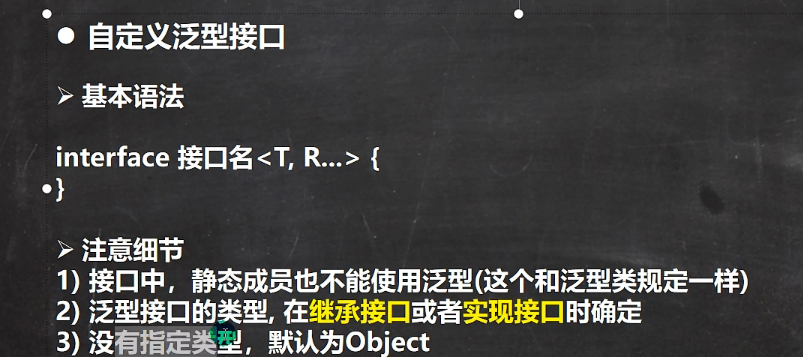 ● 自定义泛型接口
➢ 基本语法
interface 接口名<T, R...> {
}
➢ 注意细节
1) 接口中，静态成员也不能使用泛型(这个和泛型类规定一样)
2) 泛型接口的类型, 在继承接口或者实现接口时确定
3) 没有指定类型，默认为Object